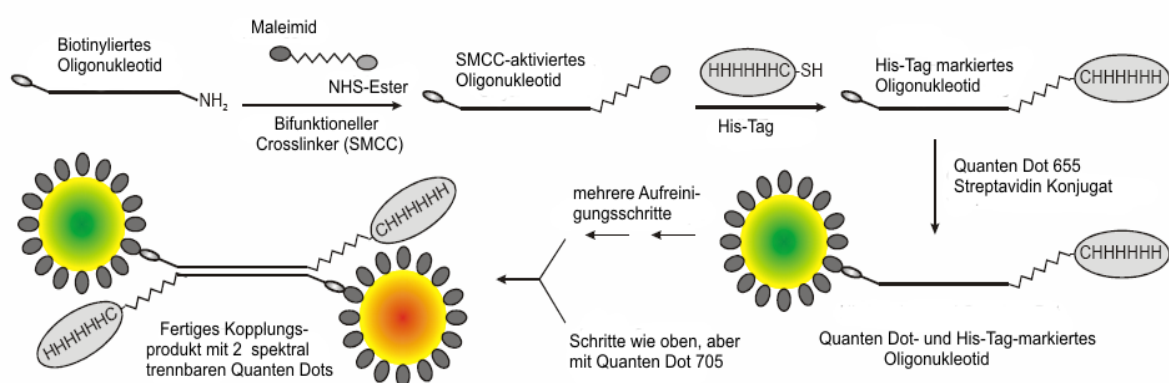 Biotinyliertes
Oligonukleotid
NH₂
Maleimid
NHS-Ester
Bifunktioneller
Crosslinker (SMCC)
SMCC-aktiviertes
Oligonukleotid
HHHHHHC-SH
His-Tag
His-Tag markiertes
Oligonukleotid
CHHHHHH
Quanten Dot 655
Streptavidin Konjugat
CHHHHHH
Quanten Dot- und His-Tag-markiertes
Oligonukleotid
mehrere Aufreini-
gungsschritte
Schritte wie oben, aber
mit Quanten Dot 705
CHHHHHH
HHHHHHC
Fertiges Kopplungs-
produkt mit 2 spektral
trennbaren Quanten Dots